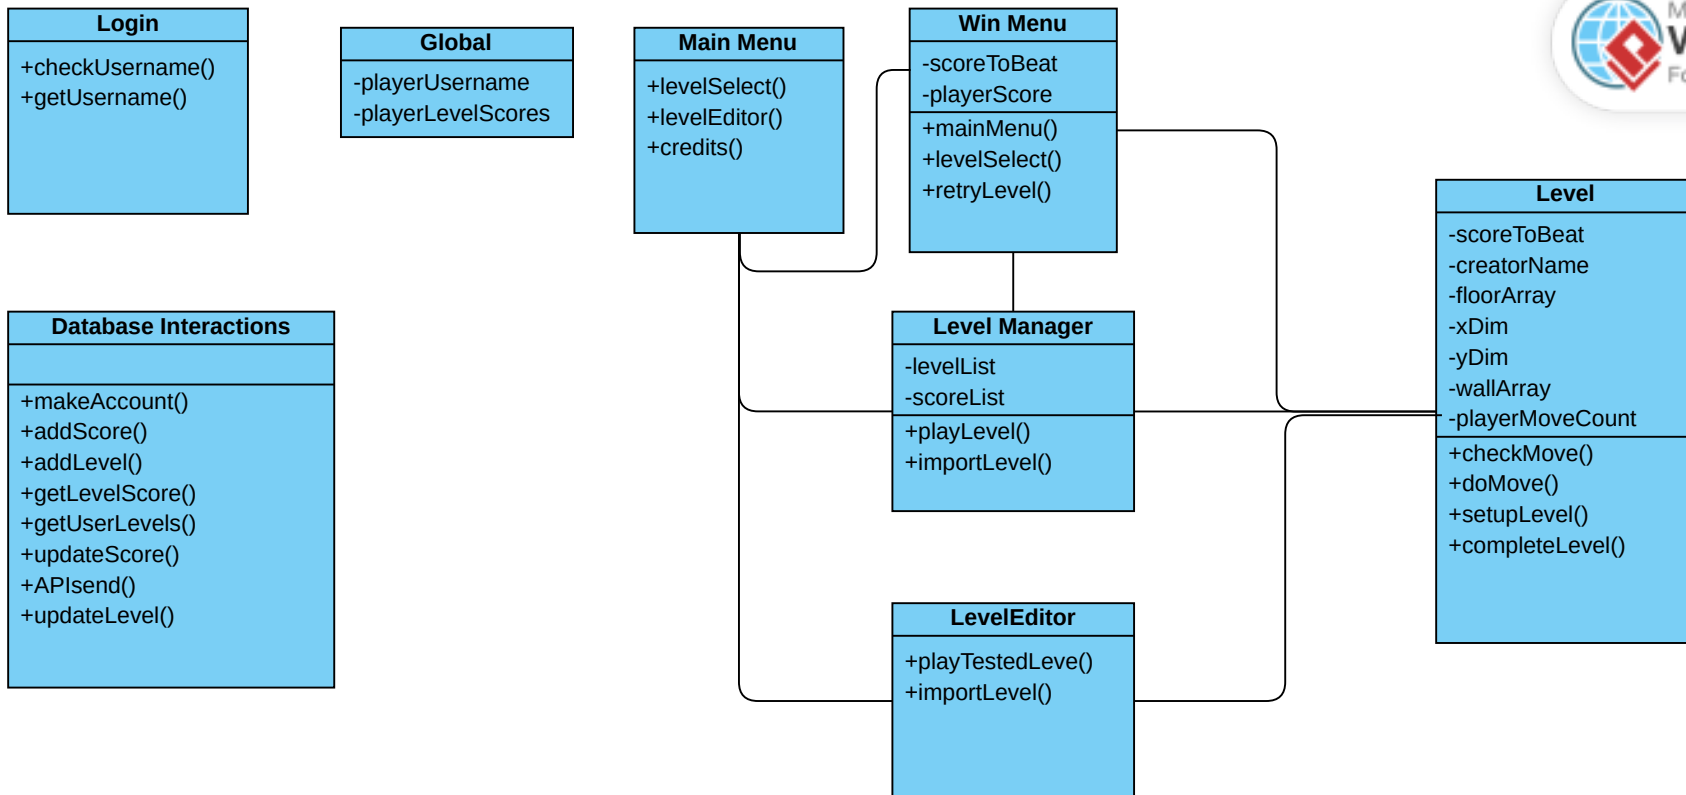 Login
+checkUsername()
+getUsername()
Global
-playerUsername
-playerLevelScores
Main Menu
+levelSelect()
+levelEditor()
+credits()
Win Menu
-scoreToBeat
-playerScore
+mainMenu()
+levelSelect()
+retryLevel()
Level
-scoreToBeat
-creatorName
-floorArray
-xDim
-yDim
-wallArray
-playerMoveCount
+checkMove()
+doMove()
+setupLevel()
+completeLevel()
Database Interactions
+makeAccount()
+addScore()
+addLevel()
+getLevelScore()
+getUserLevels()
+updateScore()
+APIsend()
+updateLevel()
Level Manager
-levelList
-scoreList
+playLevel()
+importLevel()
LevelEditor
+playTestedLeve()
+importLevel()